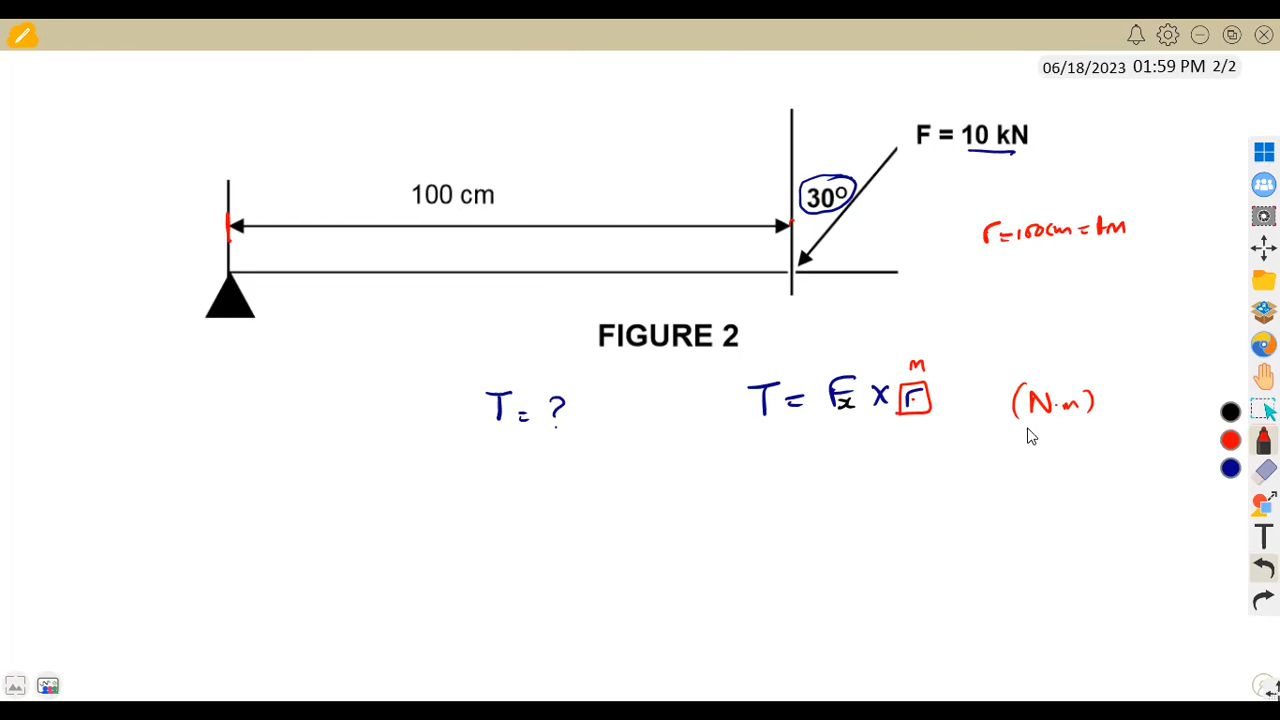 06/18/2023 01:59 PM 2/2
F = 10 kN
100 cm
30°
r = 100cm = 1m
FIGURE 2
m
T = ?
T = Fx x r
(N·m)
T